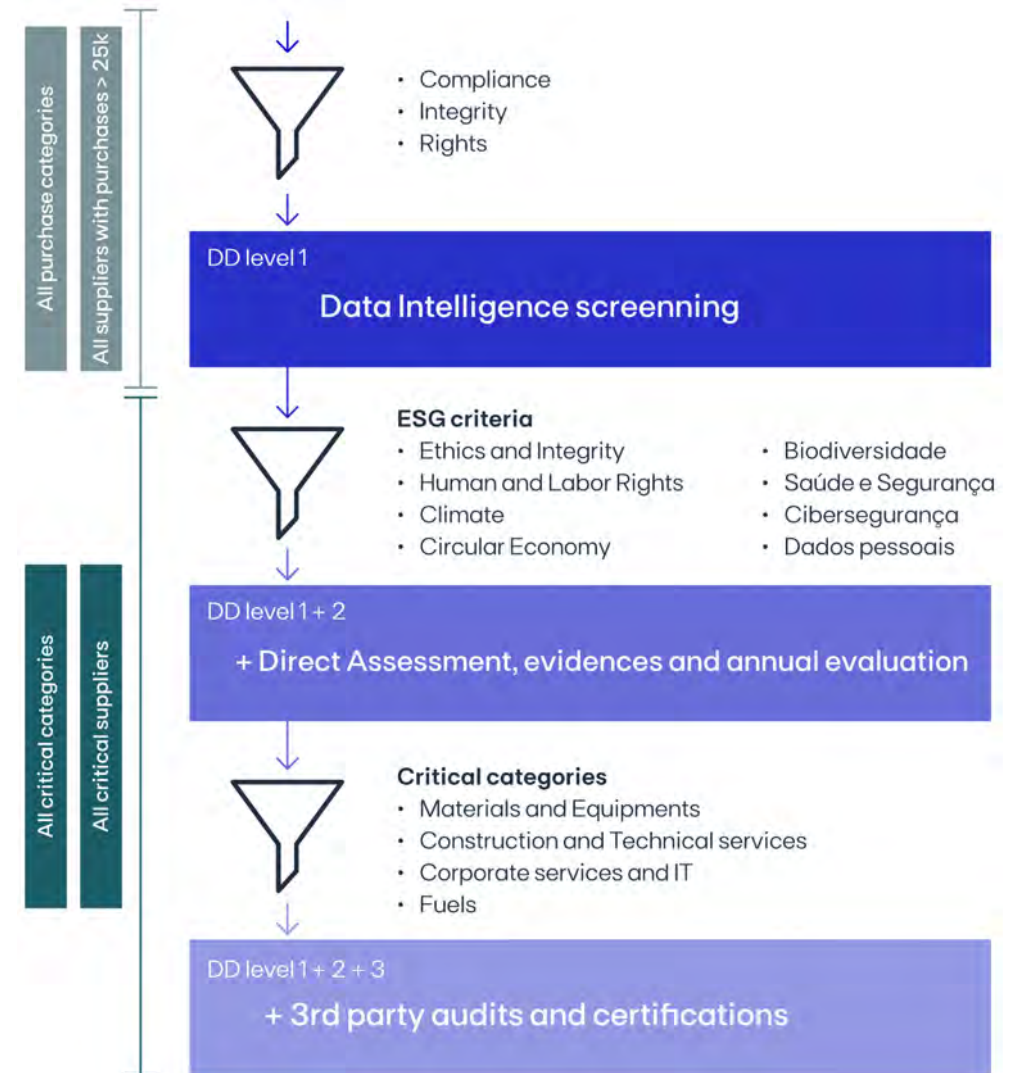 All purchase categories
All suppliers with purchases > 25k
• Compliance
• Integrity
• Rights
DD level 1
Data Intelligence screenning
ESG criteria
• Ethics and Integrity
• Human and Labor Rights
• Climate
• Circular Economy
• Biodiversidade
• Saúde e Segurança
• Cibersegurança
• Dados pessoais
All critical categories
All critical suppliers
DD level 1 + 2
+ Direct Assessment, evidences and annual evaluation
Critical categories
• Materials and Equipments
• Construction and Technical services
• Corporate services and IT
• Fuels
DD level 1 + 2 + 3
+ 3rd party audits and certifications